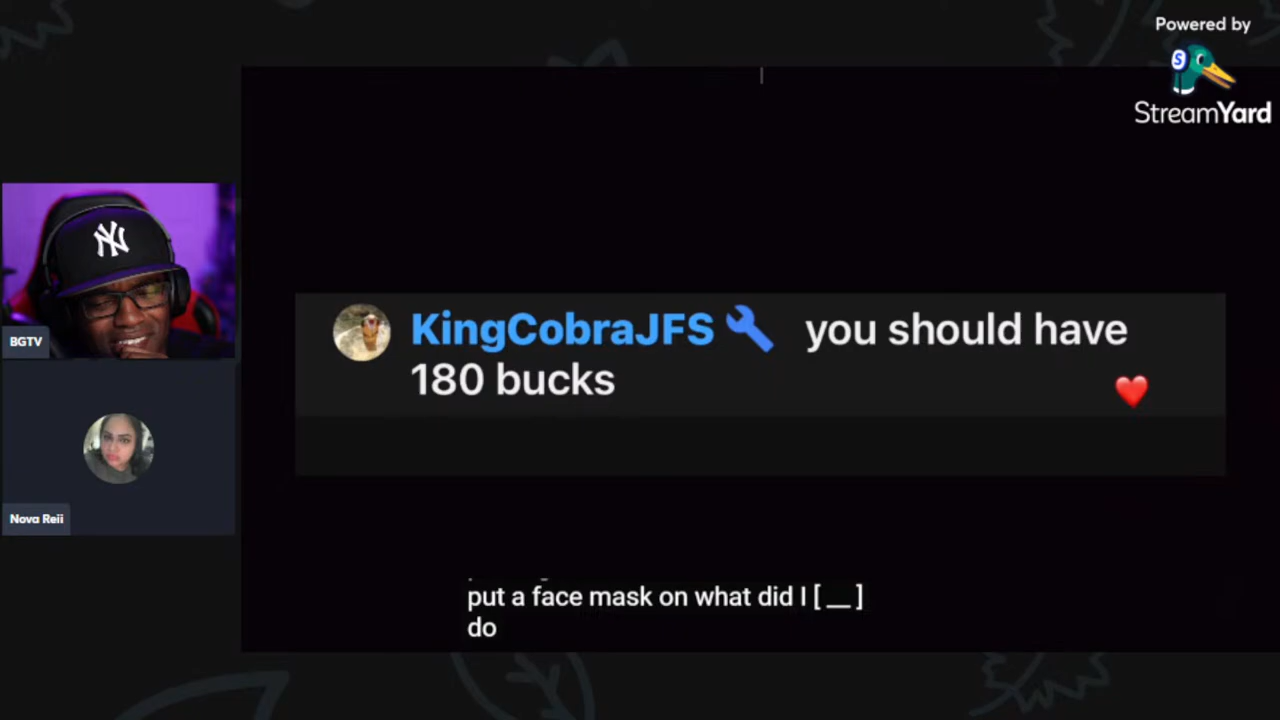 Powered by
StreamYard
BGTV
KingCobraJFS you should have
180 bucks
Nova Reii
put a face mask on what did I [ __ ]
do